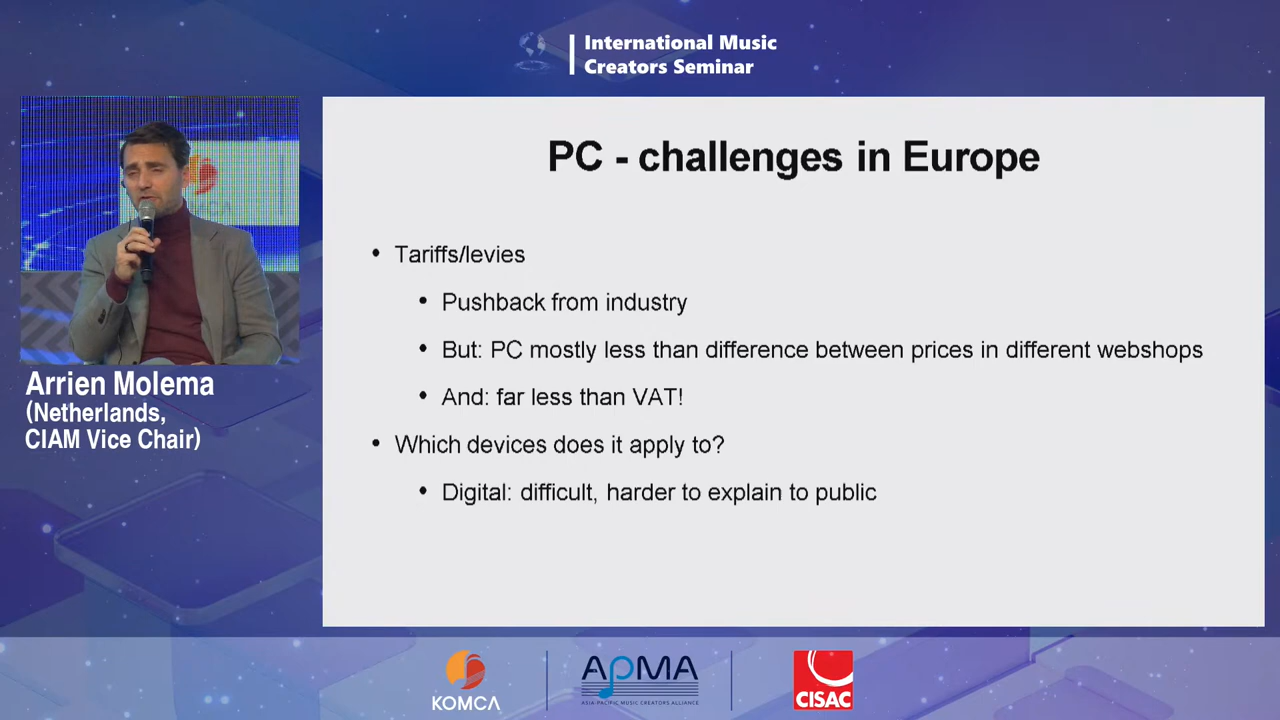 International Music
Creators Seminar
PC - challenges in Europe
• Tariffs/levies
• Pushback from industry
• But: PC mostly less than difference between prices in different webshops
• And: far less than VAT!
• Which devices does it apply to?
• Digital: difficult, harder to explain to public
KOMCA
Arrien Molema
(Netherlands,
CIAM Vice Chair)
KOMCA
APMA
ASIA-PACIFIC MUSIC CREATORS ALLIANCE
CISAC